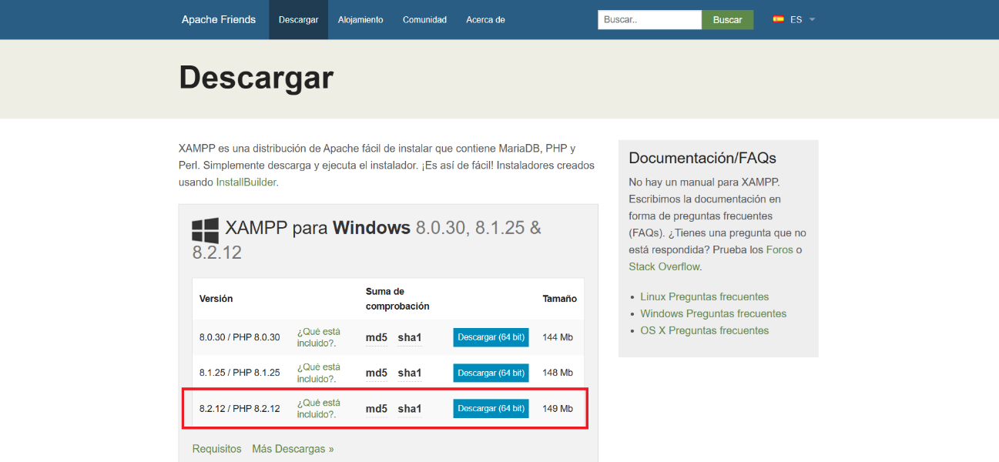 Apache Friends Descargar Alojamiento Comunidad Acerca de Buscar.. Buscar ES
Descargar
XAMPP es una distribución de Apache fácil de instalar que contiene MariaDB, PHP y
Perl. Simplemente descarga y ejecuta el instalador. ¡Es así de fácil! Instaladores creados
usando InstallBuilder.
XAMPP para Windows 8.0.30, 8.1.25 &
8.2.12
Versión
Suma de
comprobación
Tamaño
8.0.30 / PHP 8.0.30
¿Qué está
incluido?.
md5 sha1 Descargar (64 bit) 144 Mb
8.1.25 / PHP 8.1.25
¿Qué está
incluido?.
md5 sha1 Descargar (64 bit) 148 Mb
8.2.12 / PHP 8.2.12
¿Qué está
incluido?.
md5 sha1 Descargar (64 bit) 149 Mb
Requisitos Más Descargas »
Documentación/FAQs
No hay un manual para XAMPP.
Escribimos la documentación en
forma de preguntas frecuentes
(FAQs). ¿Tienes una pregunta que no
está respondida? Prueba los Foros o
Stack Overflow.
• Linux Preguntas frecuentes
• Windows Preguntas frecuentes
• OS X Preguntas frecuentes